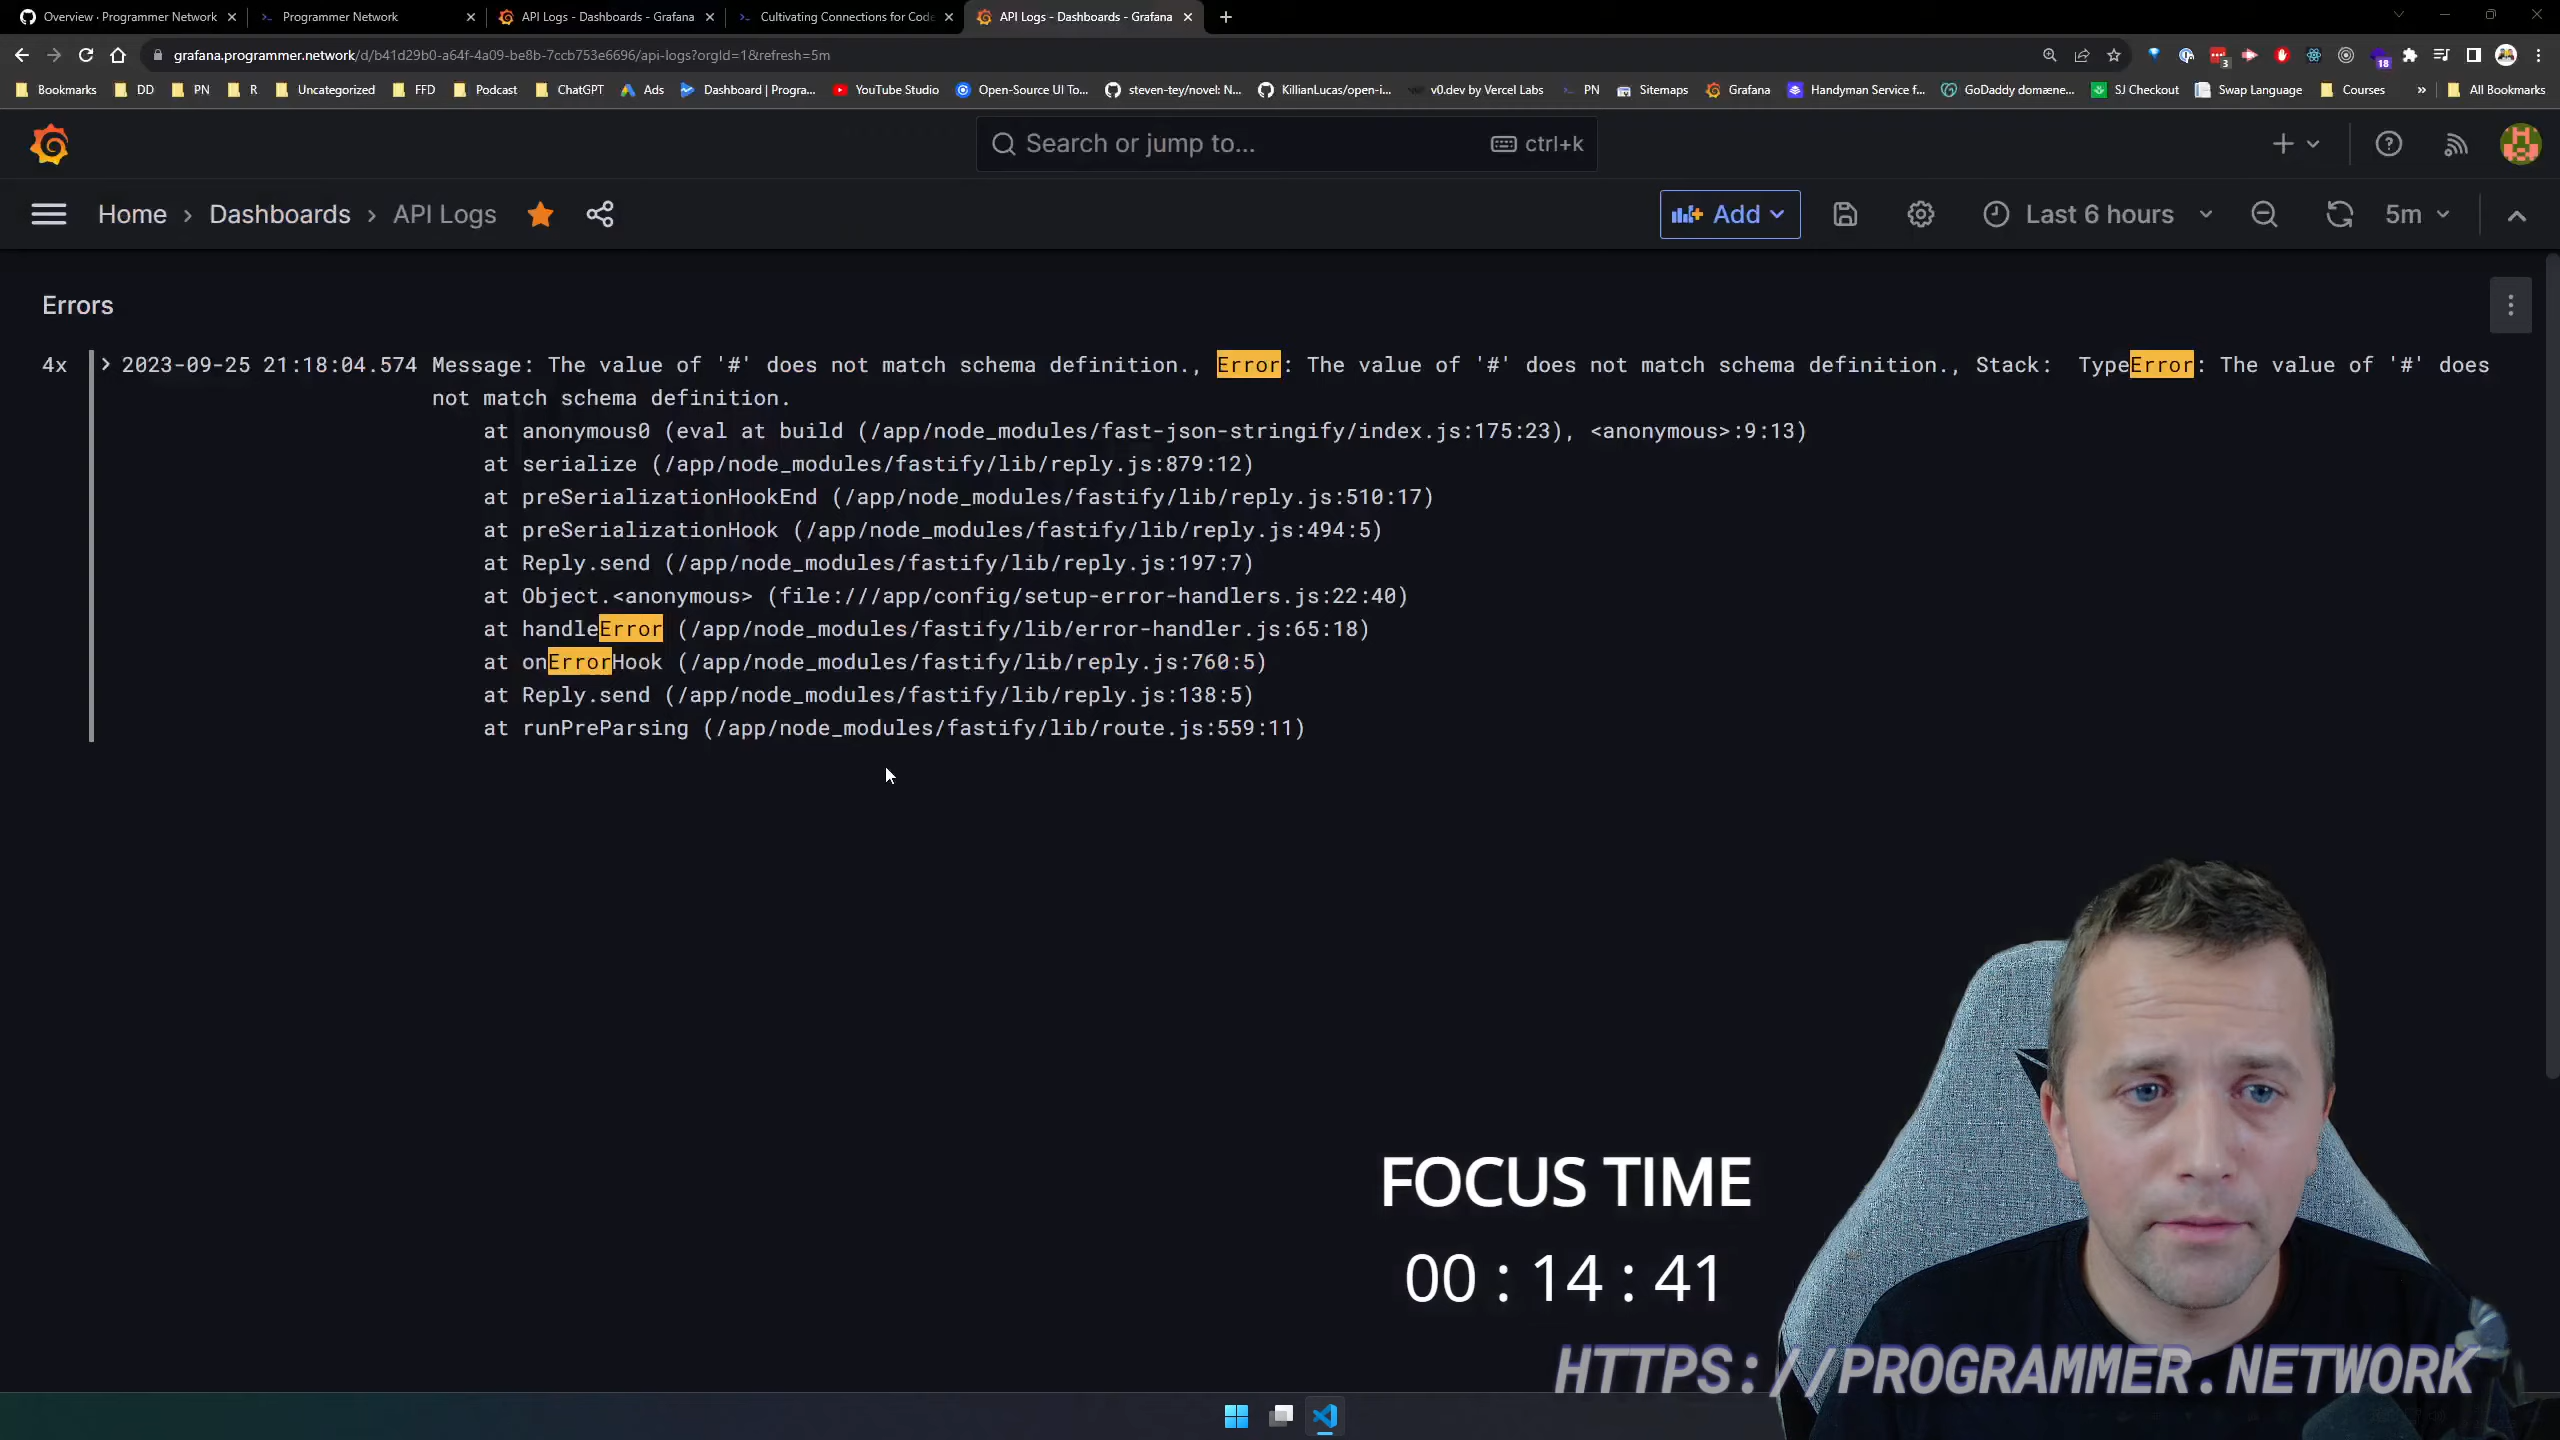 Overview · Programmer Network
Programmer Network
API Logs - Dashboards - Grafana
Cultivating Connections for Code
API Logs - Dashboards - Grafana
grafana.programmer.network/d/b41d29b0-a64f-4a09-be8b-7ccb753e6696/api-logs?orgId=1&refresh=5m
3
18
Bookmarks
DD
PN
R
Uncategorized
FFD
Podcast
ChatGPT
Ads
Dashboard | Progra...
YouTube Studio
Open-Source UI To...
steven-tey/novel: N...
KillianLucas/open-i...
v0.dev by Vercel Labs
PN
Sitemaps
Grafana
Handyman Service f...
GoDaddy domæne...
SJ Checkout
Swap Language
Courses
»
All Bookmarks
Search or jump to...
ctrl+k
Home › Dashboards › API Logs
Add
Last 6 hours
5m
Errors
4x
2023-09-25 21:18:04.574 Message: The value of '#' does not match schema definition., Error: The value of '#' does not match schema definition., Stack:  TypeError: The value of '#' does
not match schema definition.
at anonymous0 (eval at build (/app/node_modules/fast-json-stringify/index.js:175:23), <anonymous>:9:13)
at serialize (/app/node_modules/fastify/lib/reply.js:879:12)
at preSerializationHookEnd (/app/node_modules/fastify/lib/reply.js:510:17)
at preSerializationHook (/app/node_modules/fastify/lib/reply.js:494:5)
at Reply.send (/app/node_modules/fastify/lib/reply.js:197:7)
at Object.<anonymous> (file:///app/config/setup-error-handlers.js:22:40)
at handleError (/app/node_modules/fastify/lib/error-handler.js:65:18)
at onErrorHook (/app/node_modules/fastify/lib/reply.js:760:5)
at Reply.send (/app/node_modules/fastify/lib/reply.js:138:5)
at runPreParsing (/app/node_modules/fastify/lib/route.js:559:11)
FOCUS TIME
00 : 14 : 41
HTTPS://PROGRAMMER.NETWORK